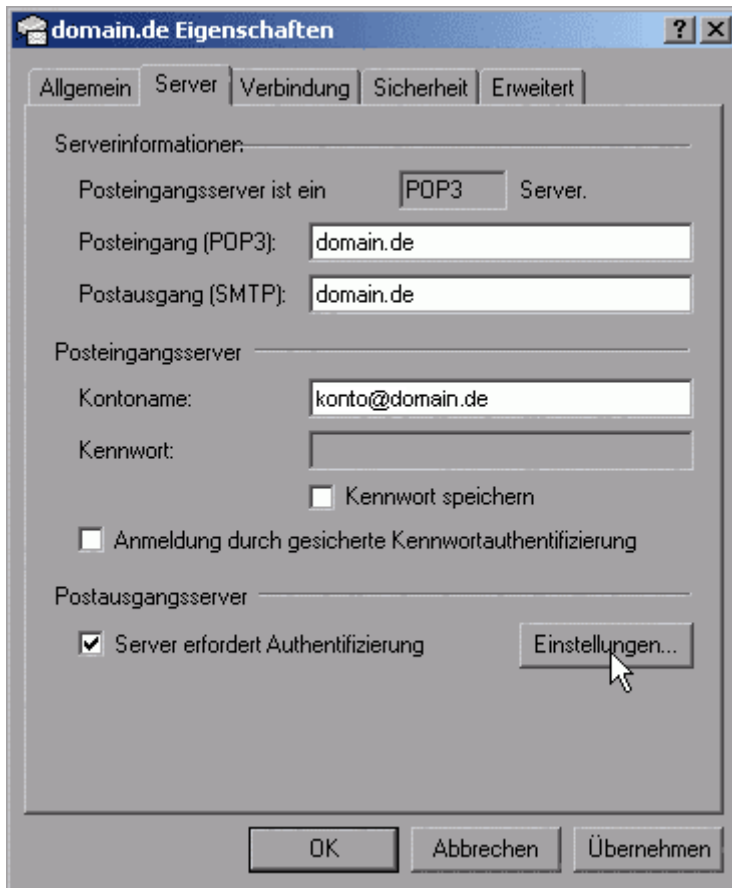 domain.de Eigenschaften
Allgemein Server Verbindung Sicherheit Erweitert
Serverinformationen
Posteingangsserver ist ein POP3 Server.
Posteingang (POP3): domain.de
Postausgang (SMTP): domain.de
Posteingangsserver
Kontoname: konto@domain.de
Kennwort:
Kennwort speichern
Anmeldung durch gesicherte Kennwortauthentifizierung
Postausgangsserver
Server erfordert Authentifizierung Einstellungen...
OK Abbrechen Übernehmen